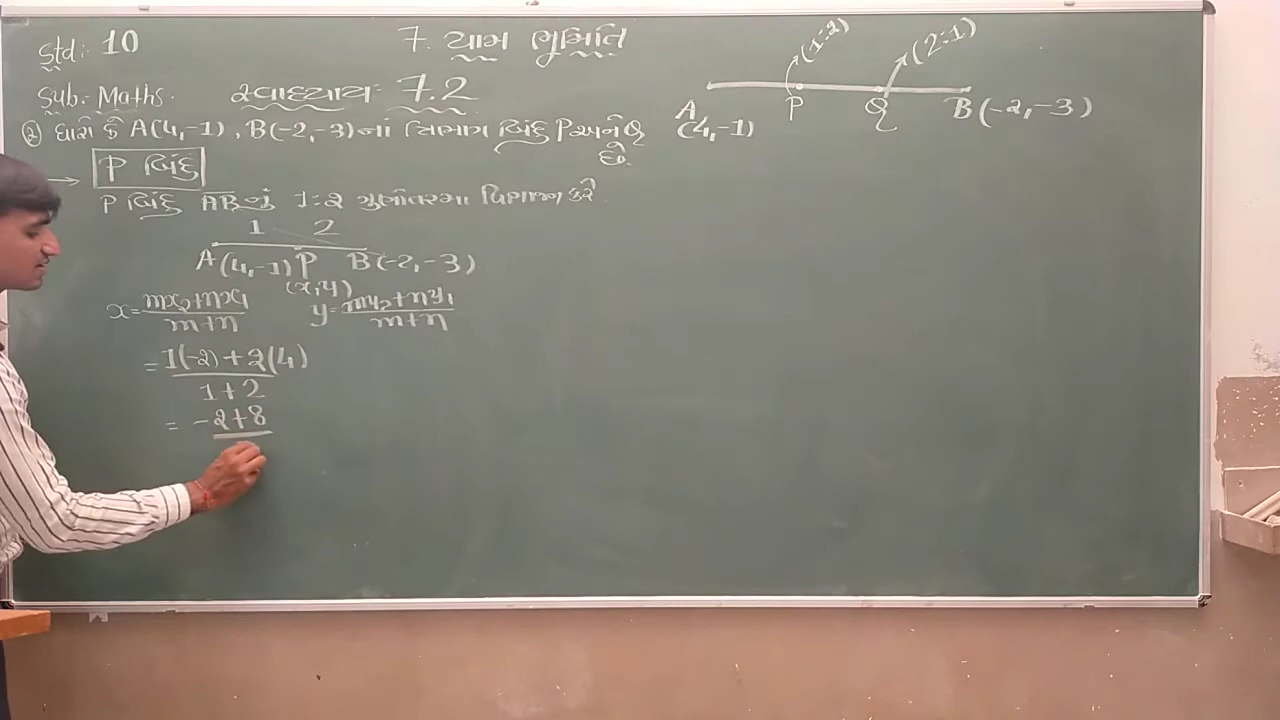 Std: 10
7. યામ ભૂમિતિ
Sub:- Maths.
સ્વાધ્યાયઃ 7.2
(1:2)
(2:1)
A
(4,-1)
P
Q
B(-2,-3)
② ધારો કે A(4,-1), B(-2,-3)નાં ત્રિભાગ બિંદુ P અને Q
છે.
→ P બિંદુ
P બિંદુ AB નું 1:2 ગુણોત્તરમાં વિભાજન કરે.
1 2
A(4,-1) P B(-2,-3)
(x,y)
x = mx₂+nx₁ / m+n y = my₂+ny₁ / m+n
= 1(-2)+2(4) / 1+2
= -2+8